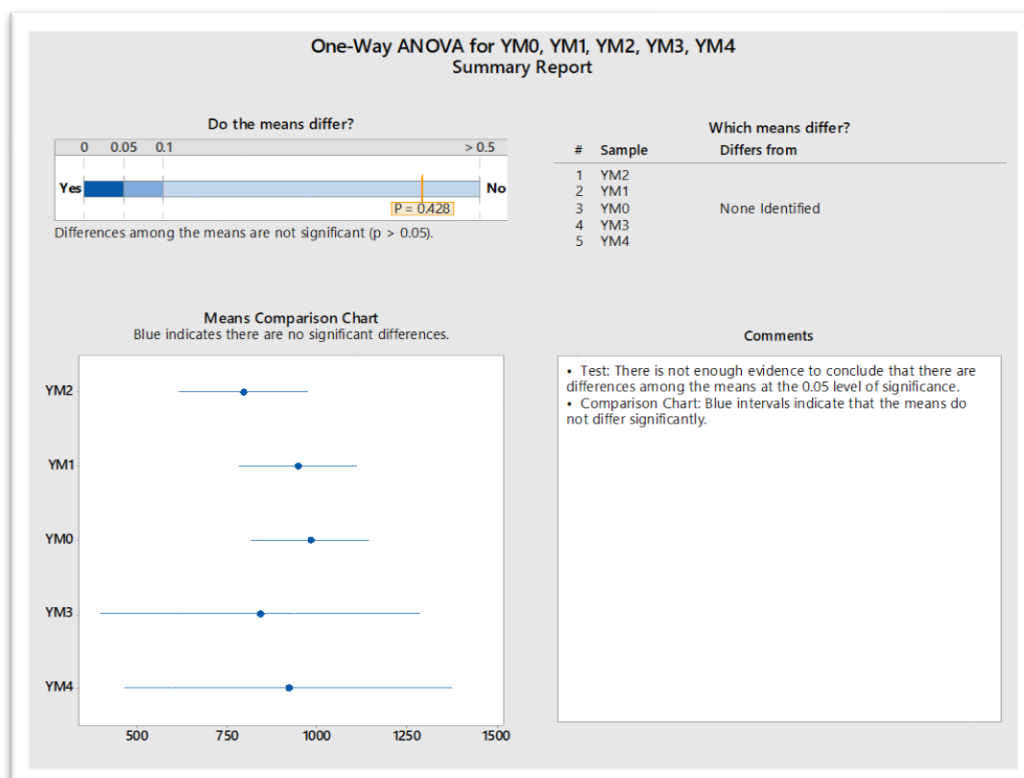 One-Way ANOVA for YM0, YM1, YM2, YM3, YM4
Summary Report
Do the means differ?
0 0.05 0.1 > 0.5
Yes No
P = 0.428
Differences among the means are not significant (p > 0.05).
Which means differ?
# Sample Differs from
1 YM2
2 YM1
3 YM0 None Identified
4 YM3
5 YM4
Means Comparison Chart
Blue indicates there are no significant differences.
YM2
YM1
YM0
YM3
YM4
500 750 1000 1250 1500
Comments
• Test: There is not enough evidence to conclude that there are
differences among the means at the 0.05 level of significance.
• Comparison Chart: Blue intervals indicate that the means do
not differ significantly.